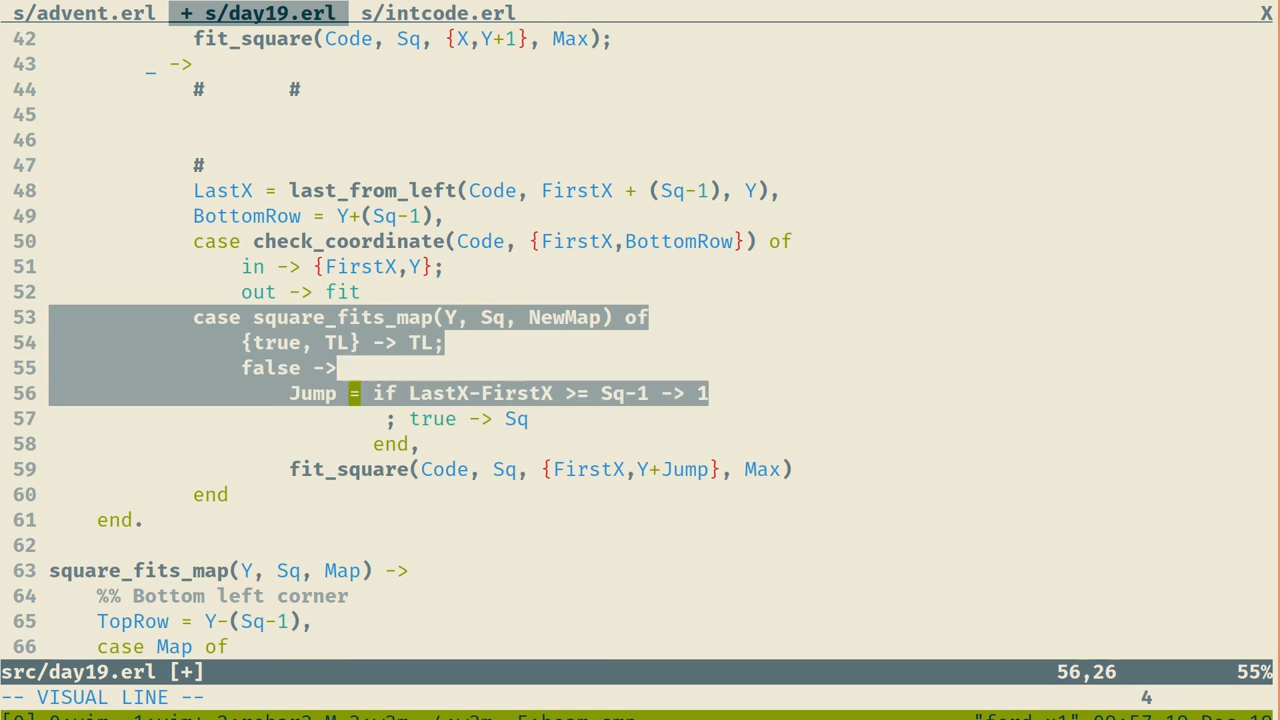 s/advent.erl + s/day19.erl s/intcode.erl X
42 fit_square(Code, Sq, {X,Y+1}, Max);
43 _ ->
44 # #
45
46
47 #
48 LastX = last_from_left(Code, FirstX + (Sq-1), Y),
49 BottomRow = Y+(Sq-1),
50 case check_coordinate(Code, {FirstX,BottomRow}) of
51 in -> {FirstX,Y};
52 out -> fit
53 case square_fits_map(Y, Sq, NewMap) of
54 {true, TL} -> TL;
55 false ->
56 Jump = if LastX-FirstX >= Sq-1 -> 1
57 ; true -> Sq
58 end,
59 fit_square(Code, Sq, {FirstX,Y+Jump}, Max)
60 end
61 end.
62
63 square_fits_map(Y, Sq, Map) ->
64 %% Bottom left corner
65 TopRow = Y-(Sq-1),
66 case Map of
src/day19.erl [+] 56,26 55%
-- VISUAL LINE -- 4